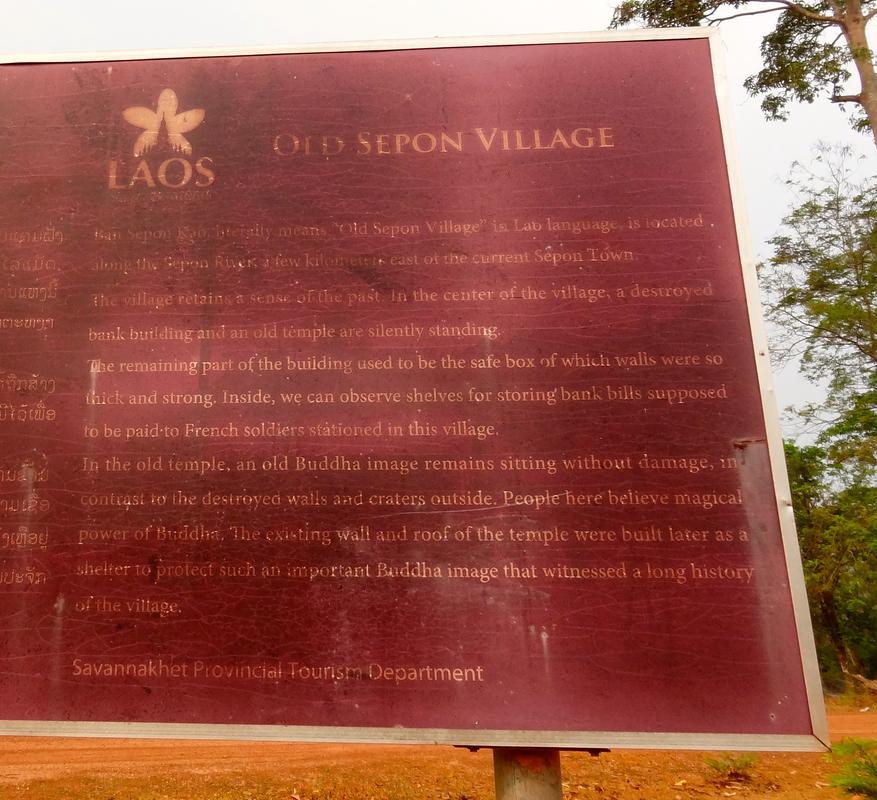 LAOS
OLD SEPON VILLAGE
Ban Sepon Kao, literally means "Old Sepon Village" in Lao language, is located
along the Sepon River, a few kilometers east of the current Sepon Town.
The village retains a sense of the past. In the center of the village, a destroyed
bank building and an old temple are silently standing.
The remaining part of the building used to be the safe box of which walls were so
thick and strong. Inside, we can observe shelves for storing bank bills supposed
to be paid to French soldiers stationed in this village.
In the old temple, an old Buddha image remains sitting without damage, in
contrast to the destroyed walls and craters outside. People here believe magical
power of Buddha. The existing wall and roof of the temple were built later as a
shelter to protect such an important Buddha image that witnessed a long history
of the village.
Savannakhet Provincial Tourism Department